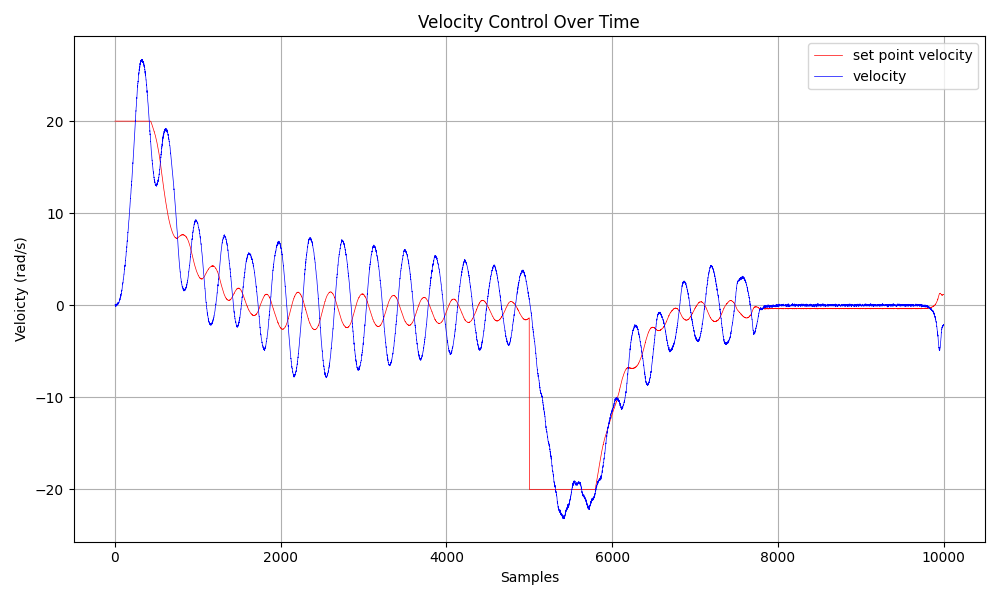 Velocity Control Over Time
set point velocity
velocity
Veloicty (rad/s)
20
10
0
−10
−20
0
2000
4000
6000
8000
10000
Samples